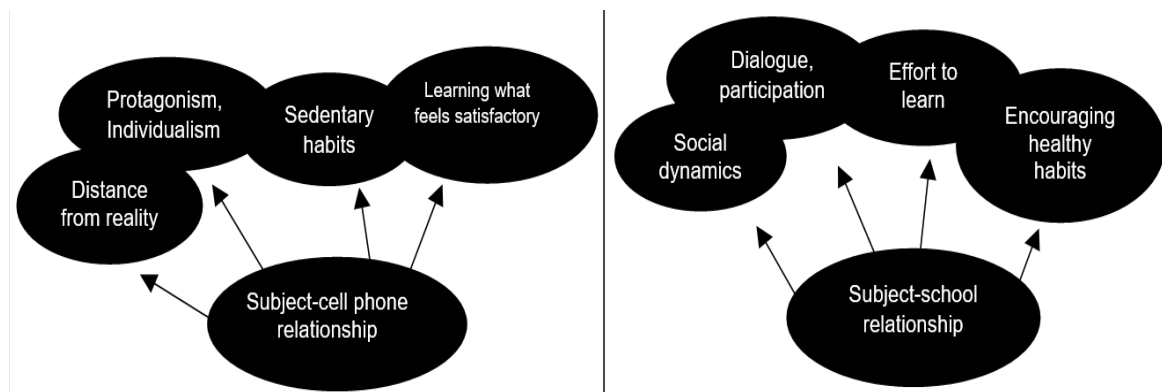 Protagonism,
Individualism
Sedentary
habits
Learning what
feels satisfactory
Distance
from reality
Subject-cell phone
relationship
Dialogue,
participation
Effort to
learn
Encouraging
healthy
habits
Social
dynamics
Subject-school
relationship